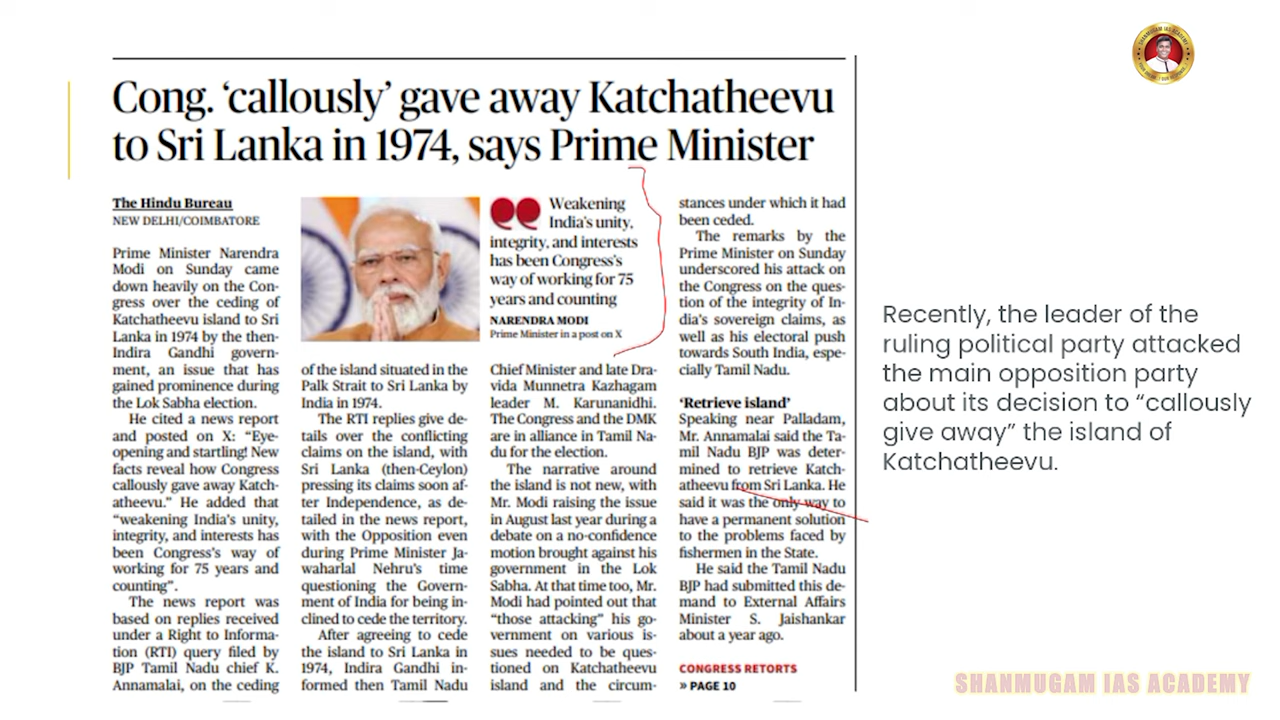 Cong. ‘callously’ gave away Katchatheevu
to Sri Lanka in 1974, says Prime Minister
The Hindu Bureau
NEW DELHI/COIMBATORE
Prime Minister Narendra
Modi on Sunday came
down heavily on the Con-
gress over the ceding of
Katchatheevu island to Sri
Lanka in 1974 by the then-
Indira Gandhi govern-
ment, an issue that has
gained prominence during
the Lok Sabha election.
He cited a news report
and posted on X: “Eye-
opening and startling! New
facts reveal how Congress
callously gave away Katch-
atheevu.” He added that
“weakening India’s unity,
integrity, and interests has
been Congress’s way of
working for 75 years and
counting”.
The news report was
based on replies received
under a Right to Informa-
tion (RTI) query filed by
BJP Tamil Nadu chief K.
Annamalai, on the ceding
of the island situated in the
Palk Strait to Sri Lanka by
India in 1974.
The RTI replies give de-
tails over the conflicting
claims on the island, with
Sri Lanka (then-Ceylon)
pressing its claims soon af-
ter Independence, as de-
tailed in the news report,
with the Opposition even
during Prime Minister Ja-
waharlal Nehru’s time
questioning the Govern-
ment of India for being in-
clined to cede the territory.
After agreeing to cede
the island to Sri Lanka in
1974, Indira Gandhi in-
formed then Tamil Nadu
Weakening
India’s unity,
integrity, and interests
has been Congress’s
way of working for 75
years and counting
NARENDRA MODI
Prime Minister in a post on X
Chief Minister and late Dra-
vida Munnetra Kazhagam
leader M. Karunanidhi.
The Congress and the DMK
are in alliance in Tamil Na-
du for the election.
The narrative around
the island is not new, with
Mr. Modi raising the issue
in August last year during a
debate on a no-confidence
motion brought against his
government in the Lok
Sabha. At that time too, Mr.
Modi had pointed out that
“those attacking” his go-
vernment on various is-
sues needed to be ques-
tioned on Katchatheevu
island and the circum-
stances under which it had
been ceded.
The remarks by the
Prime Minister on Sunday
underscored his attack on
the Congress on the ques-
tion of the integrity of In-
dia’s sovereign claims, as
well as his electoral push
towards South India, espe-
cially Tamil Nadu.
‘Retrieve island’
Speaking near Palladam,
Mr. Annamalai said the Ta-
mil Nadu BJP was deter-
mined to retrieve Katch-
atheevu from Sri Lanka. He
said it was the only way to
have a permanent solution
to the problems faced by
fishermen in the State.
He said the Tamil Nadu
BJP had submitted this de-
mand to External Affairs
Minister S. Jaishankar
about a year ago.
CONGRESS RETORTS
» PAGE 10
Recently, the leader of the
ruling political party attacked
the main opposition party
about its decision to “callously
give away” the island of
Katchatheevu.
SHANMUGAM IAS ACADEMY
SHANMUGAM IAS ACADEMY